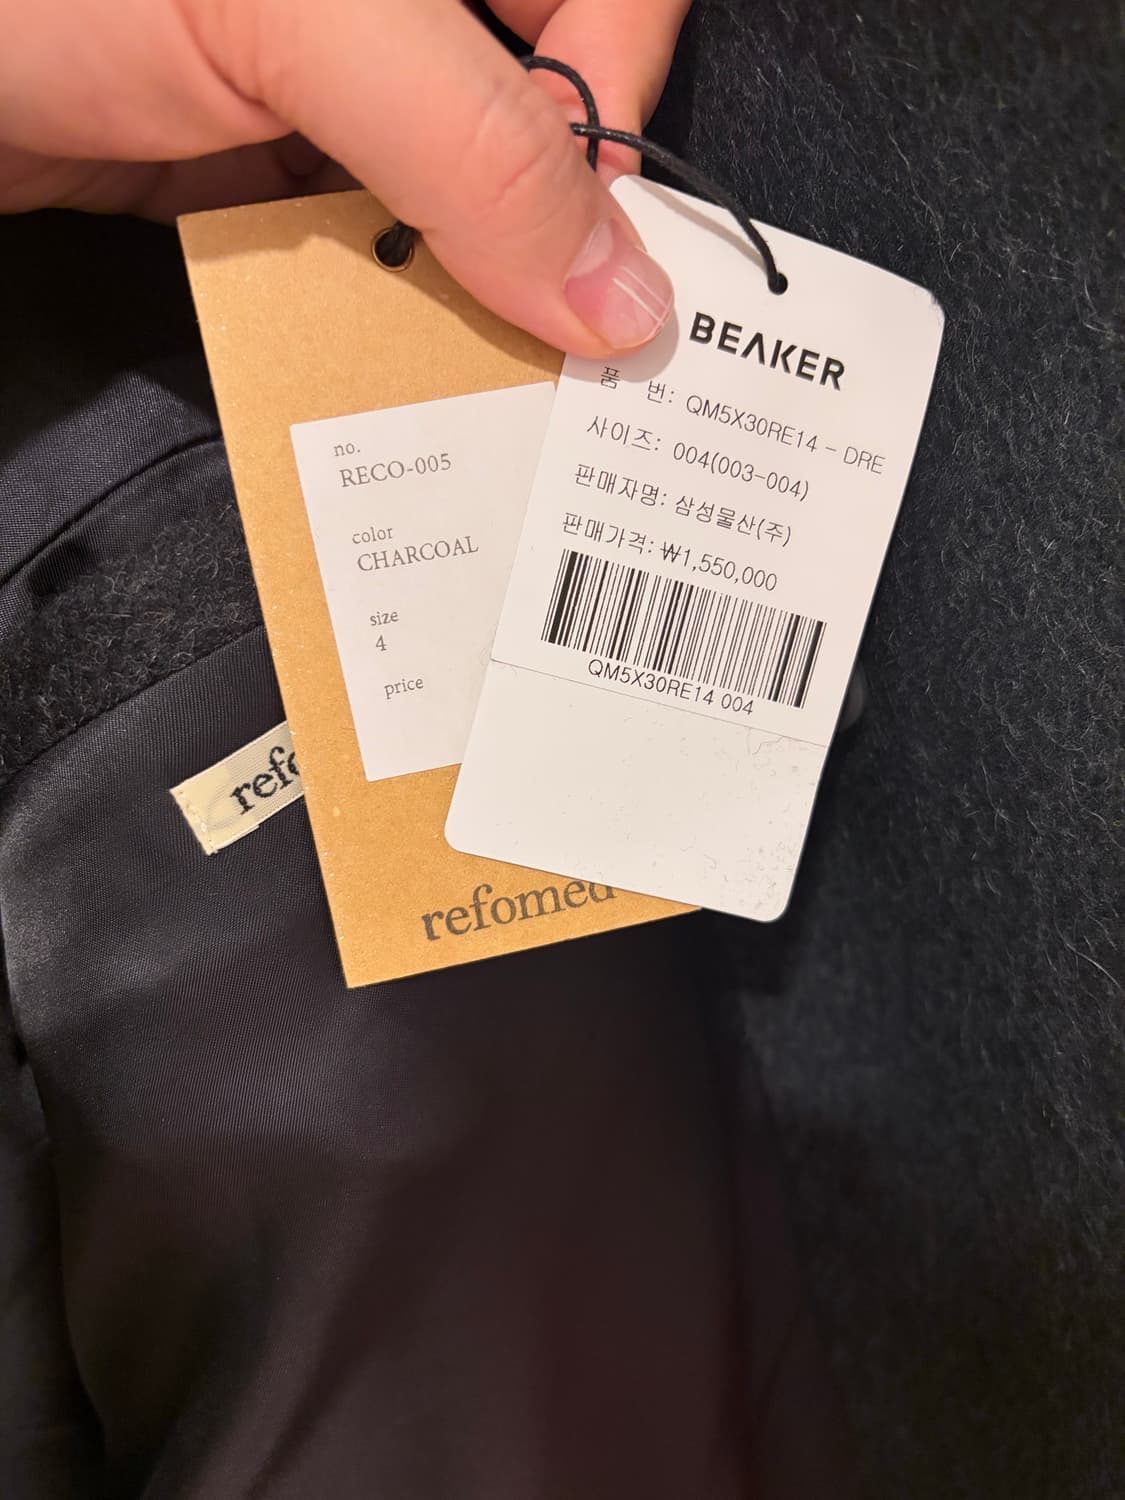 no.
RECO-005
color
CHARCOAL
size
4
price
refomed
BEAKER
품 번: QM5X30RE14 - DRE
사이즈: 004(003-004)
판매자명: 삼성물산(주)
판매가격: ₩1,550,000
QM5X30RE14 004
refo